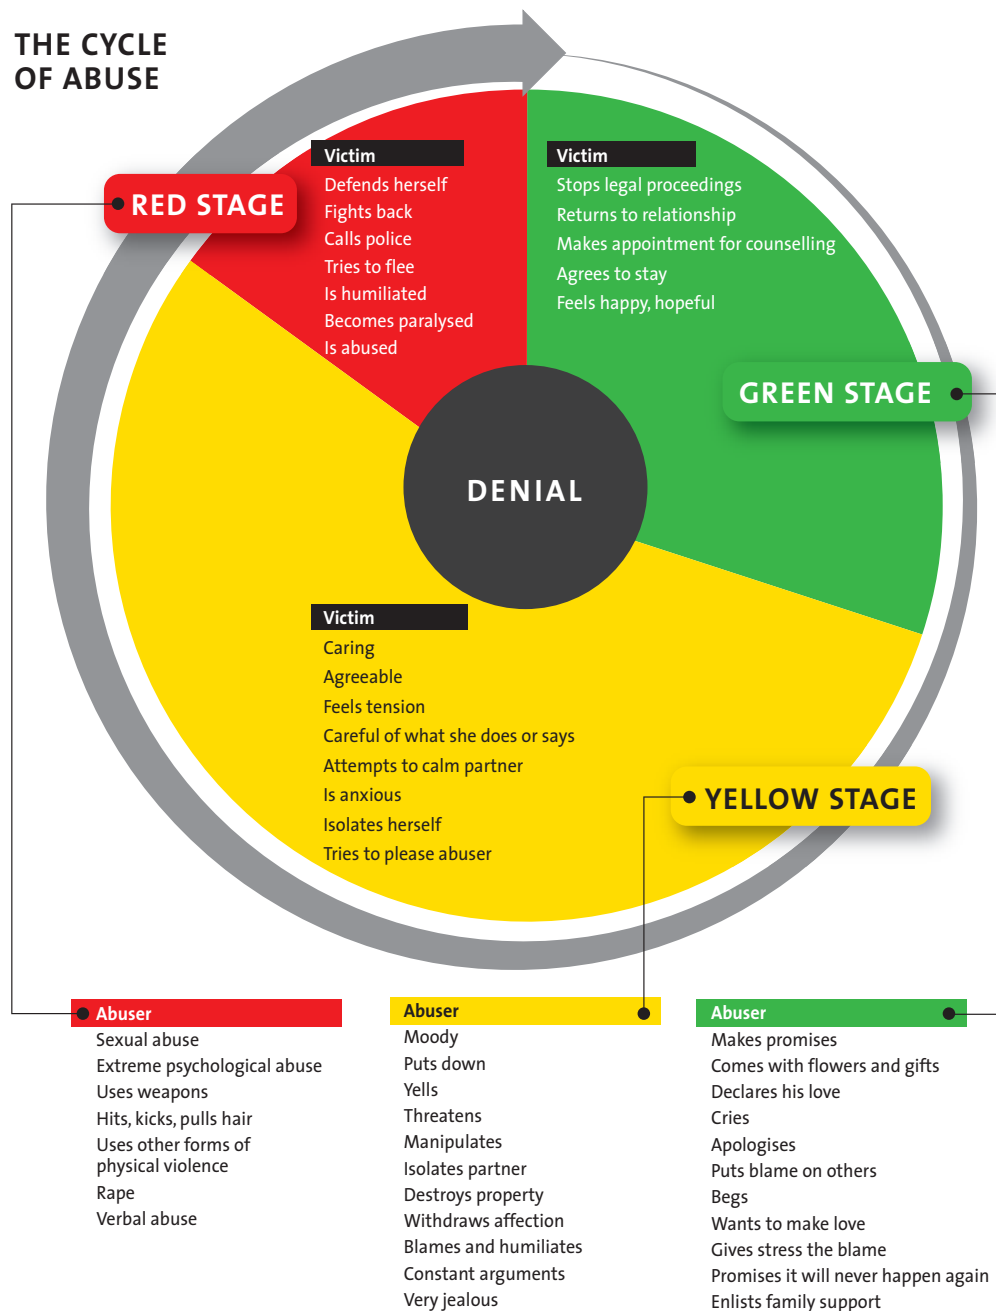 THE CYCLE
OF ABUSE
RED STAGE
Victim
Defends herself
Fights back
Calls police
Tries to flee
Is humiliated
Becomes paralysed
Is abused
Victim
Stops legal proceedings
Returns to relationship
Makes appointment for counselling
Agrees to stay
Feels happy, hopeful
GREEN STAGE
DENIAL
Victim
Caring
Agreeable
Feels tension
Careful of what she does or says
Attempts to calm partner
Is anxious
Isolates herself
Tries to please abuser
YELLOW STAGE
Abuser
Sexual abuse
Extreme psychological abuse
Uses weapons
Hits, kicks, pulls hair
Uses other forms of
physical violence
Rape
Verbal abuse
Abuser
Moody
Puts down
Yells
Threatens
Manipulates
Isolates partner
Destroys property
Withdraws affection
Blames and humiliates
Constant arguments
Very jealous
Abuser
Makes promises
Comes with flowers and gifts
Declares his love
Cries
Apologises
Puts blame on others
Begs
Wants to make love
Gives stress the blame
Promises it will never happen again
Enlists family support